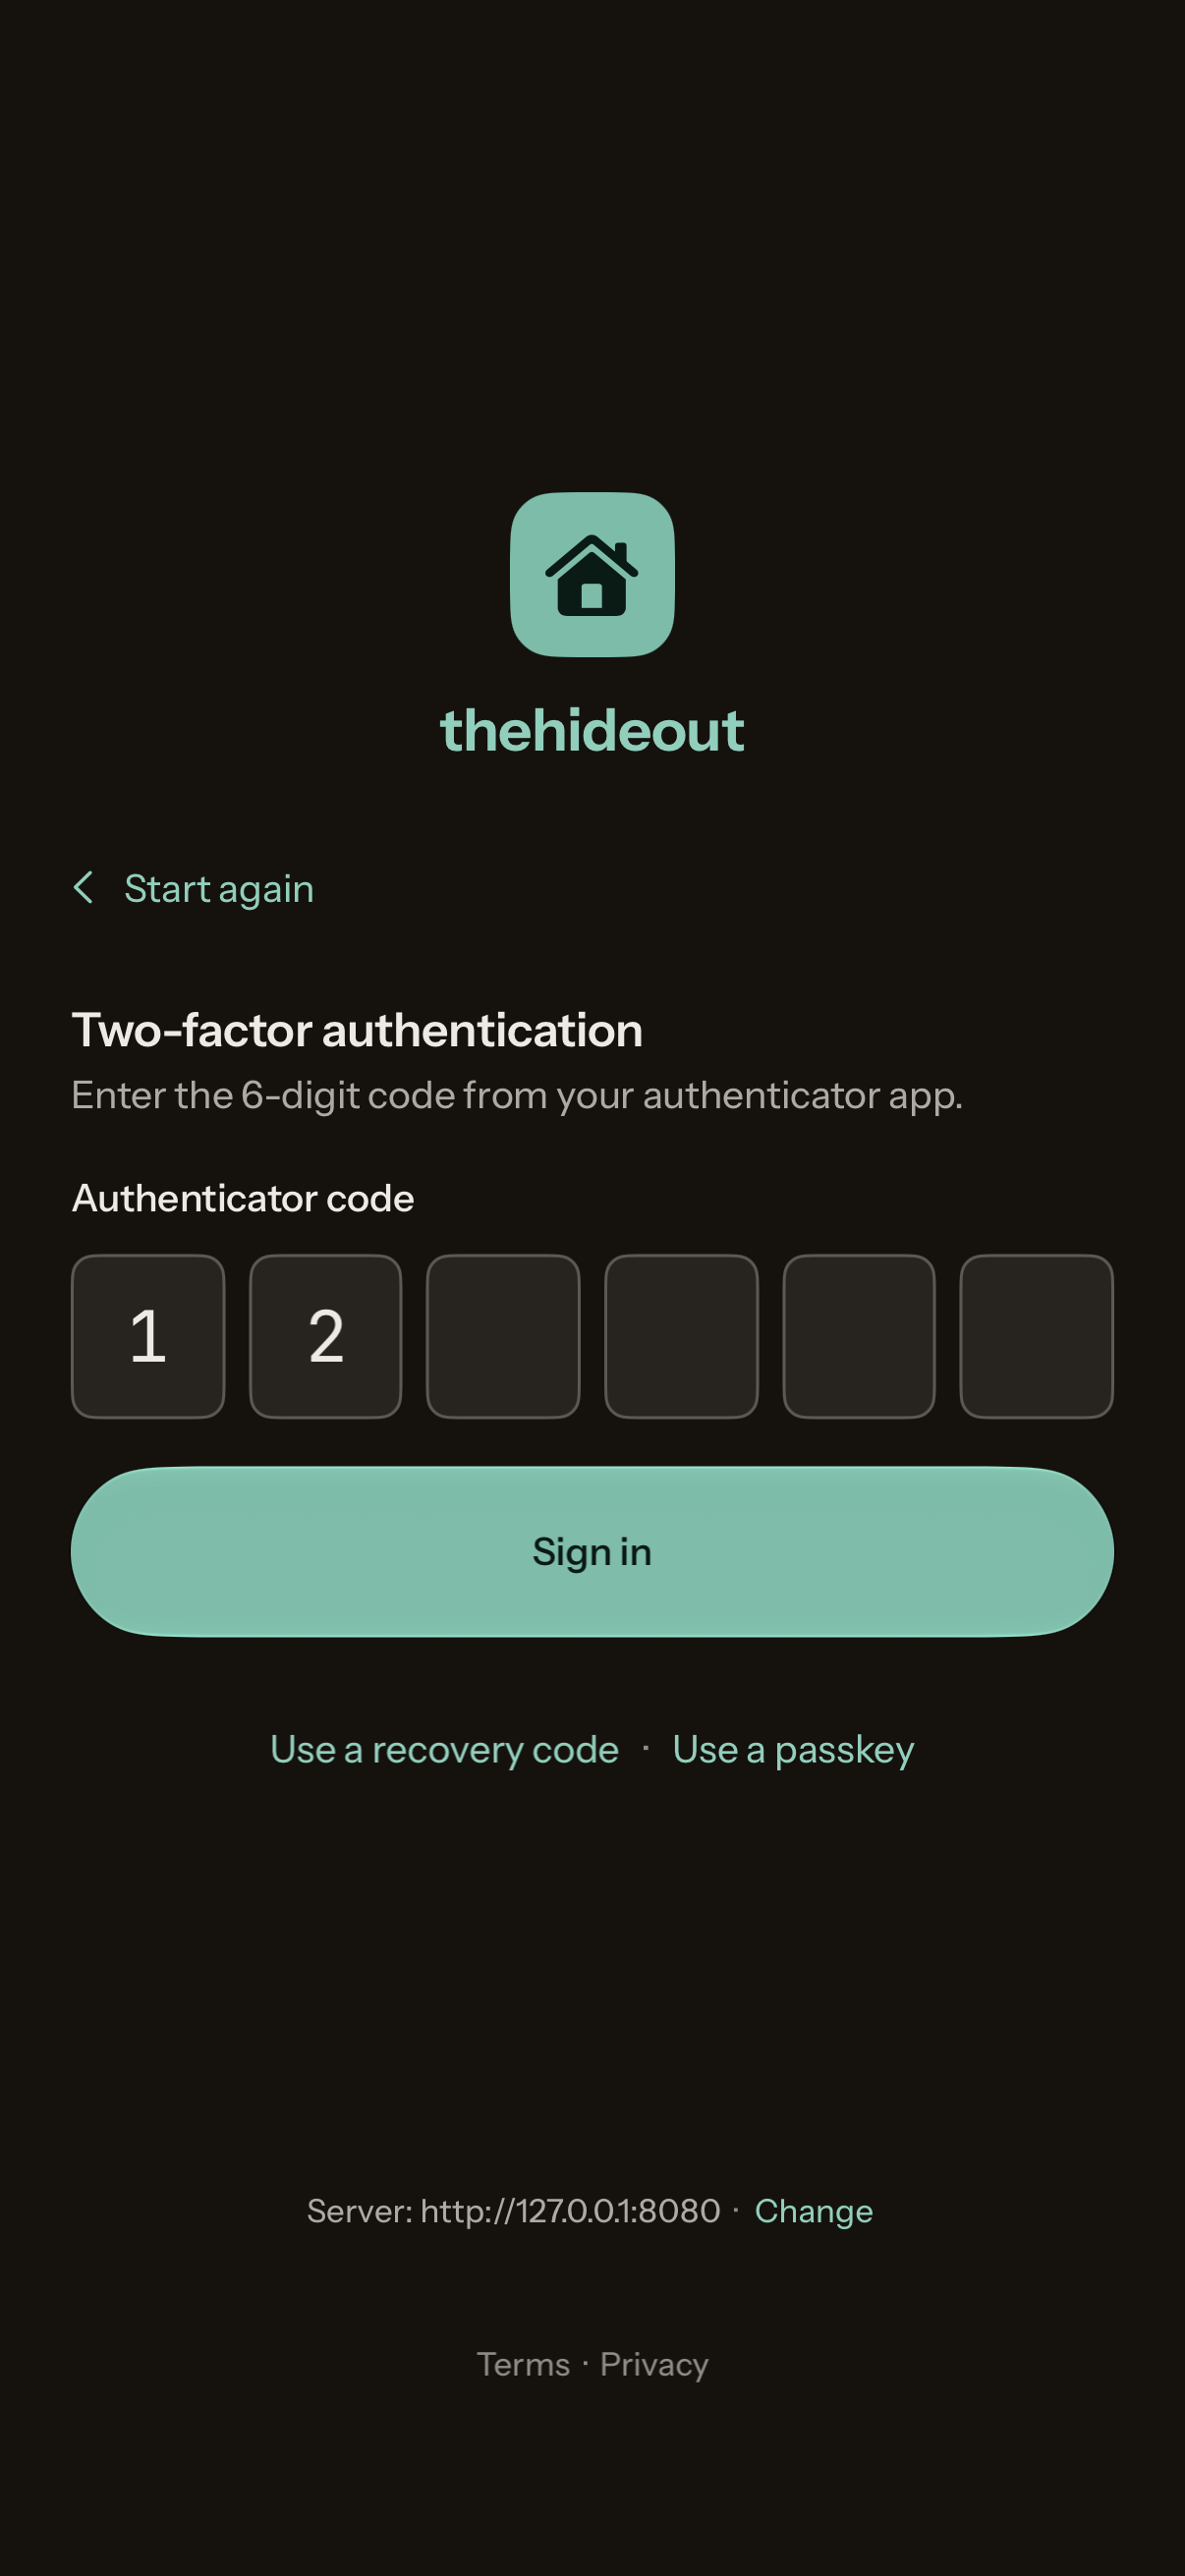 thehideout
Start again
Two-factor authentication
Enter the 6-digit code from your authenticator app.
Authenticator code
1 2
Sign in
Use a recovery code · Use a passkey
Server: http://127.0.0.1:8080 · Change
Terms · Privacy